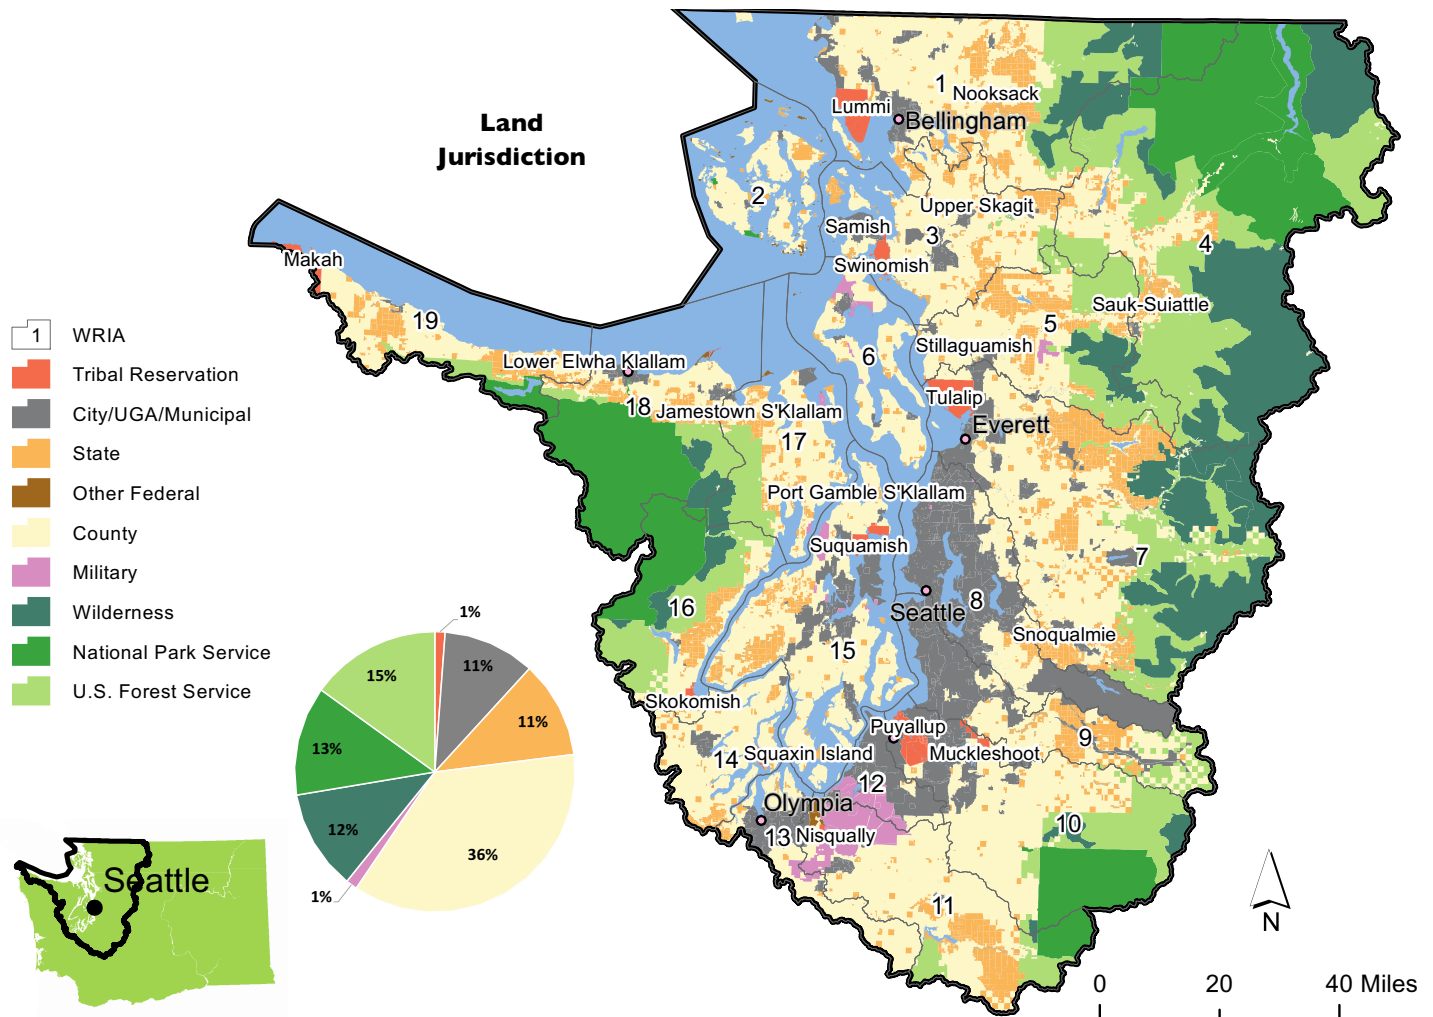 Land
Jurisdiction
1
Nooksack
Lummi
Bellingham
2
Upper Skagit
Samish
3
4
Swinomish
Makah
Sauk-Suiattle
19
5
Stillaguamish
6
Lower Elwha Klallam
Tulalip
18
Jamestown S'Klallam
Everett
17
Port Gamble S'Klallam
Suquamish
7
16
Seattle
8
Snoqualmie
15
Skokomish
Puyallup
9
14
Squaxin Island
Muckleshoot
12
Olympia
13
Nisqually
10
11
1 WRIA
Tribal Reservation
City/UGA/Municipal
State
Other Federal
County
Military
Wilderness
National Park Service
U.S. Forest Service
1%
11%
11%
36%
1%
12%
13%
15%
Seattle
N
0 20 40 Miles